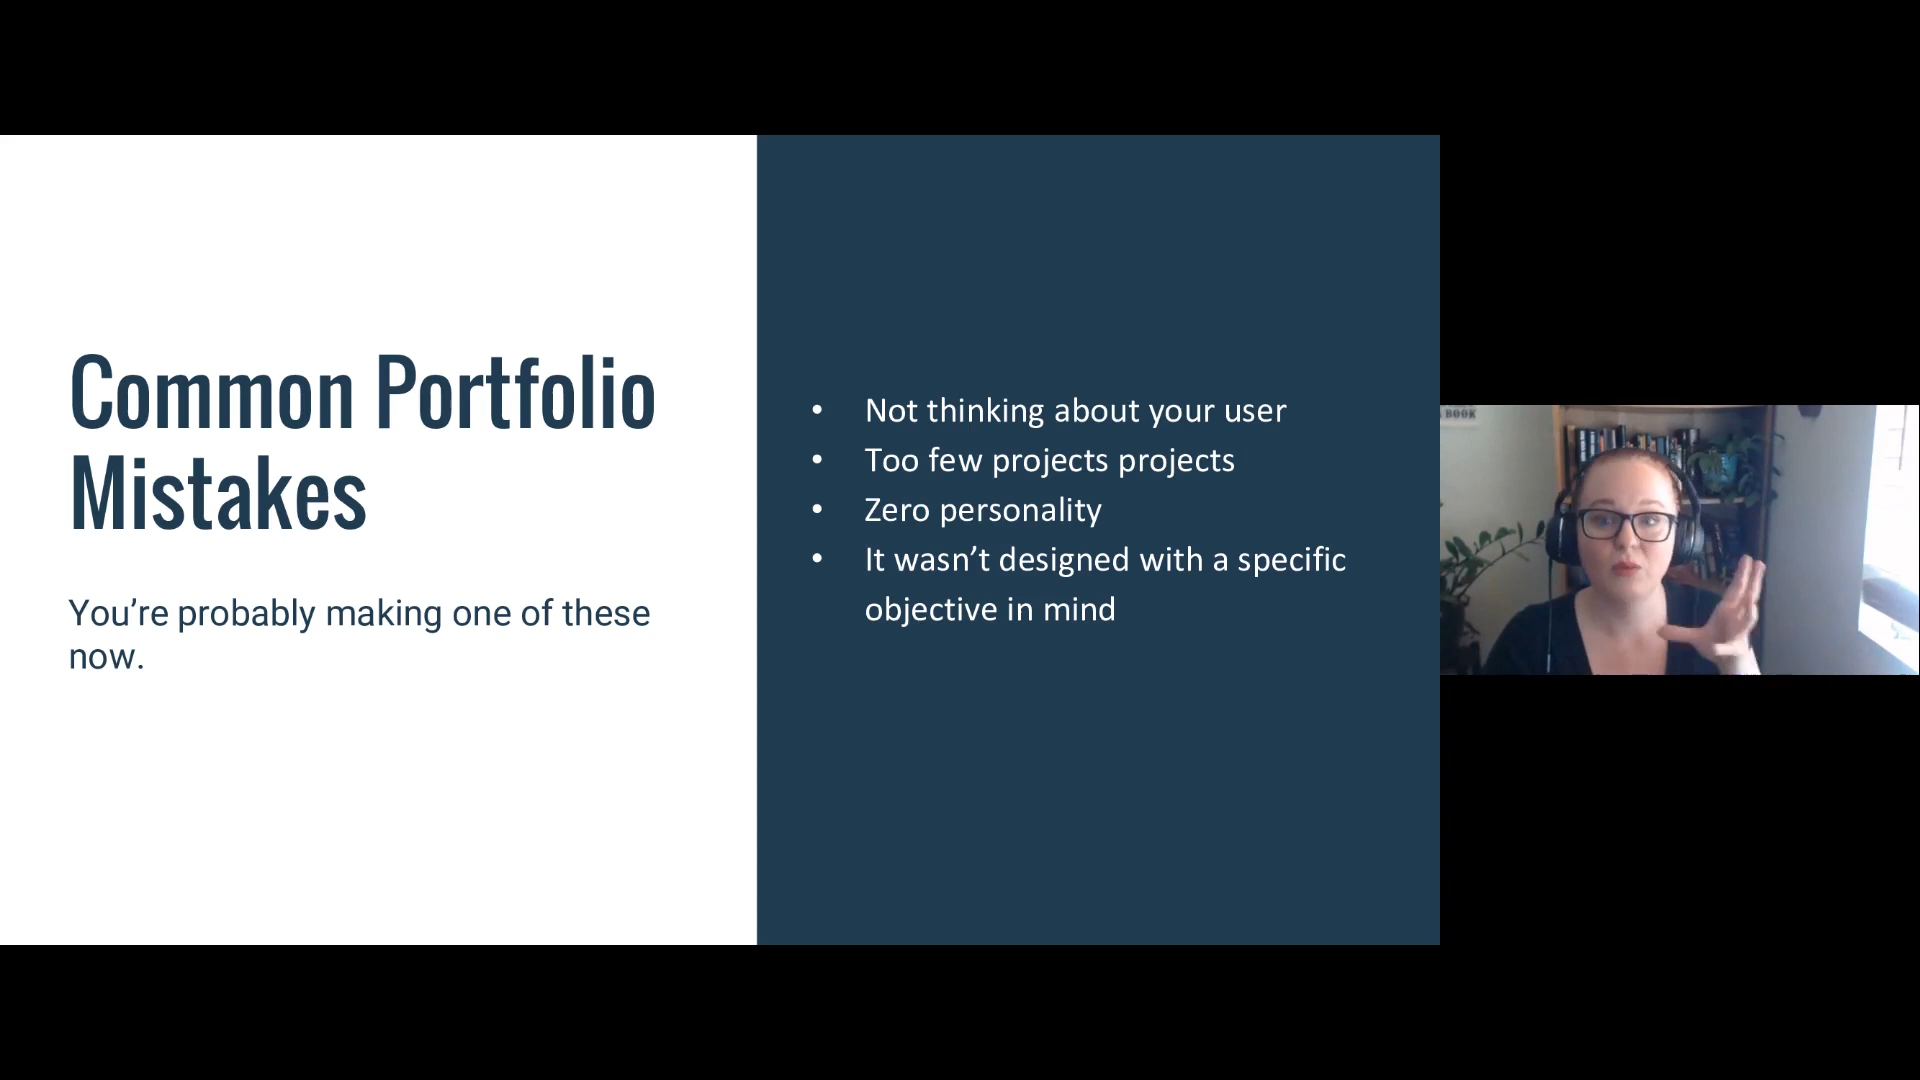 Common Portfolio
Mistakes
You’re probably making one of these
now.
• Not thinking about your user
• Too few projects projects
• Zero personality
• It wasn’t designed with a specific
objective in mind
BOOK